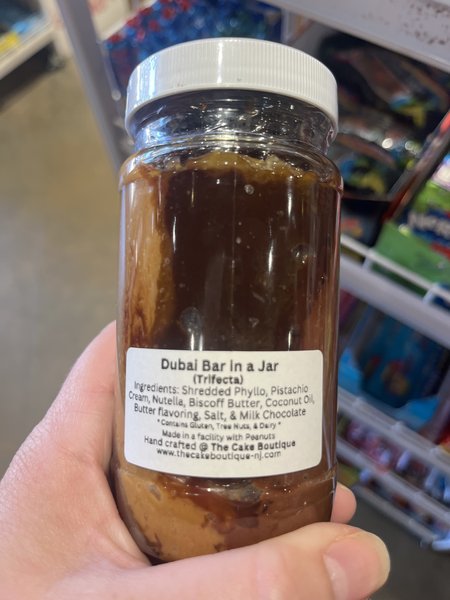 Dubai Bar in a Jar
(Trifecta)
Ingredients: Shredded Phyllo, Pistachio
Cream, Nutella, Biscoff Butter, Coconut Oil,
Butter flavoring, Salt, & Milk Chocolate
* Contains Gluten, Tree Nuts, & Dairy *
Made in a facility with Peanuts
Hand crafted @ The Cake Boutique
www.thecakeboutique-nj.com